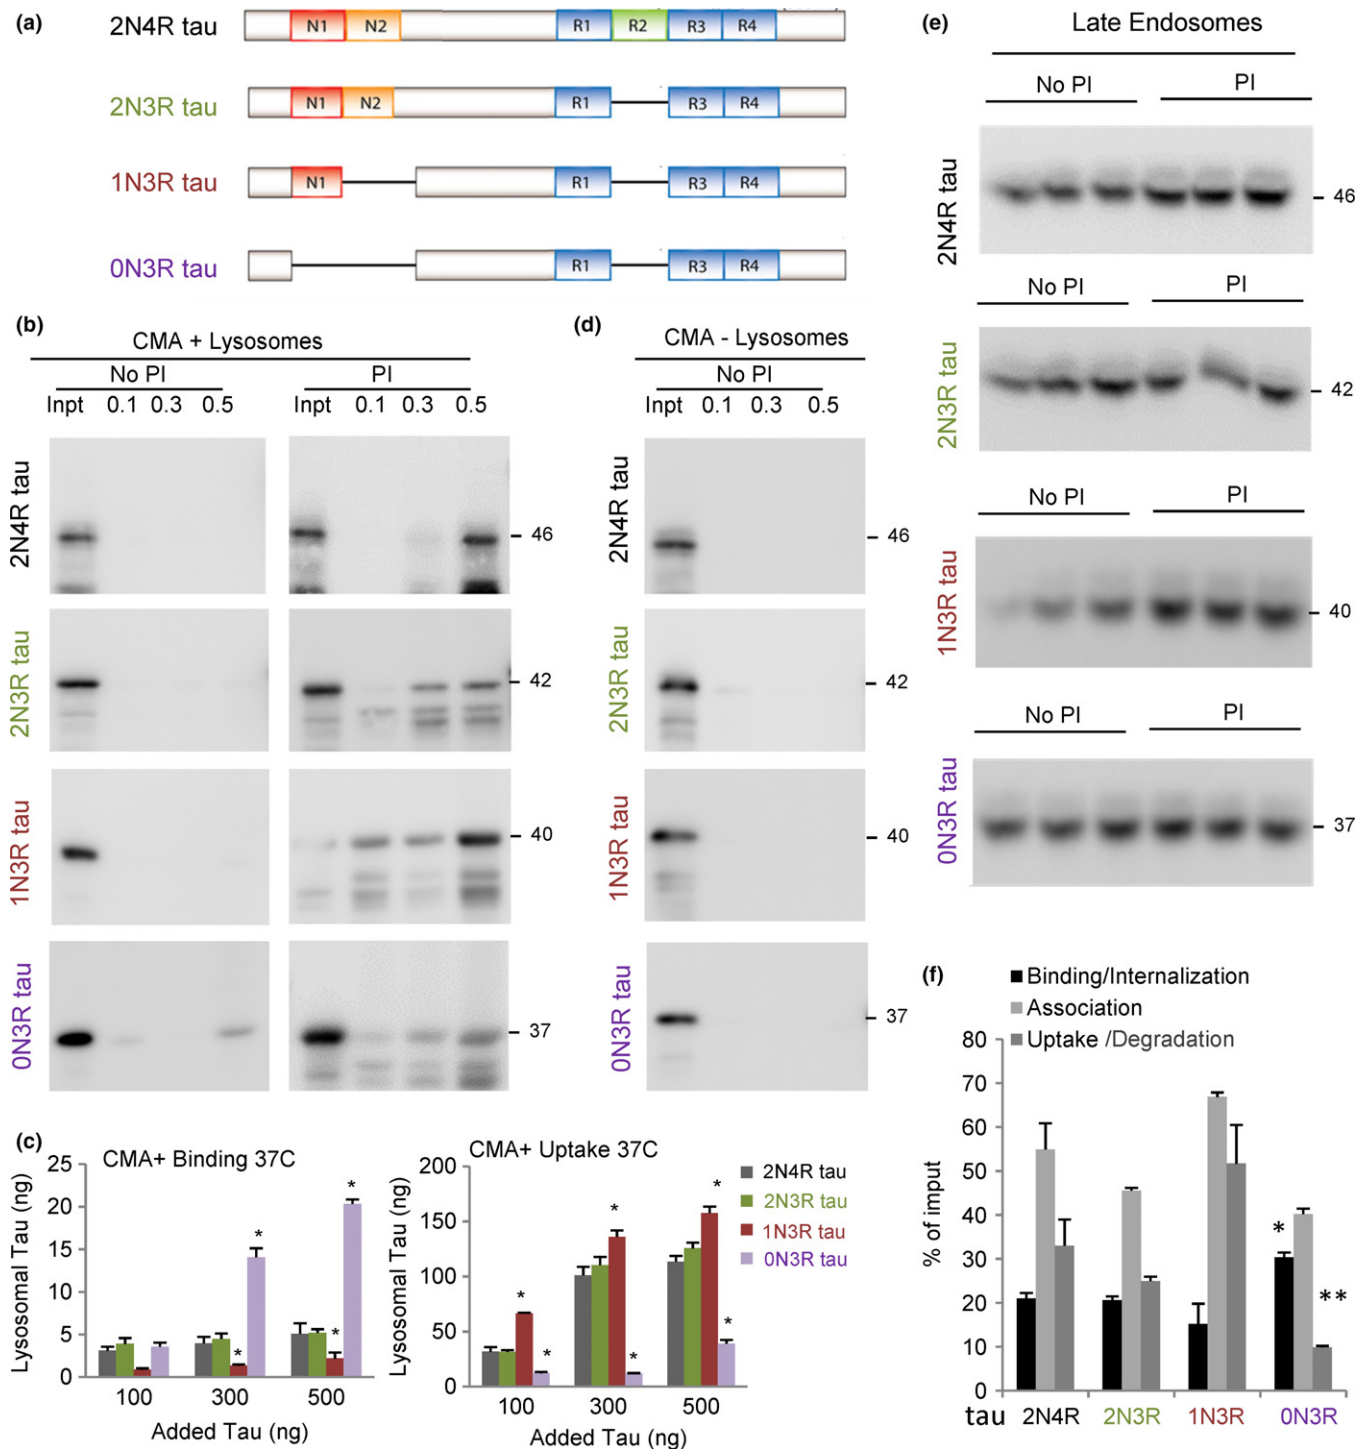 (a)
2N4R tau
N1 N2 R1 R2 R3 R4
2N3R tau
N1 N2 R1 R3 R4
1N3R tau
N1 R1 R3 R4
0N3R tau
R1 R3 R4
(b)
CMA + Lysosomes
No PI PI
Inpt 0.1 0.3 0.5 Inpt 0.1 0.3 0.5
2N4R tau
46
2N3R tau
42
1N3R tau
40
0N3R tau
37
(c)
CMA+ Binding 37C
Lysosomal Tau (ng)
25
20
15
10
5
0
* * * *
100 300 500
Added Tau (ng)
CMA+ Uptake 37C
Lysosomal Tau (ng)
200
150
100
50
0
* * * * * *
100 300 500
Added Tau (ng)
2N4R tau
2N3R tau
1N3R tau
0N3R tau
(d)
CMA - Lysosomes
No PI
Inpt 0.1 0.3 0.5
2N4R tau
46
2N3R tau
42
1N3R tau
40
0N3R tau
37
(e)
Late Endosomes
No PI PI
2N4R tau
46
No PI PI
2N3R tau
42
No PI PI
1N3R tau
40
No PI PI
0N3R tau
37
(f)
Binding/Internalization
Association
Uptake /Degradation
% of imput
80
70
60
50
40
30
20
10
0
* **
tau 2N4R 2N3R 1N3R 0N3R